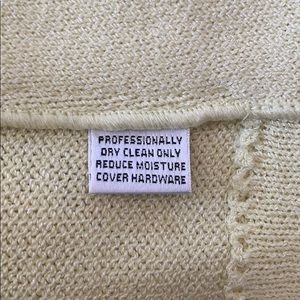 PROFESSIONALLY
DRY CLEAN ONLY
REDUCE MOISTURE
COVER HARDWARE